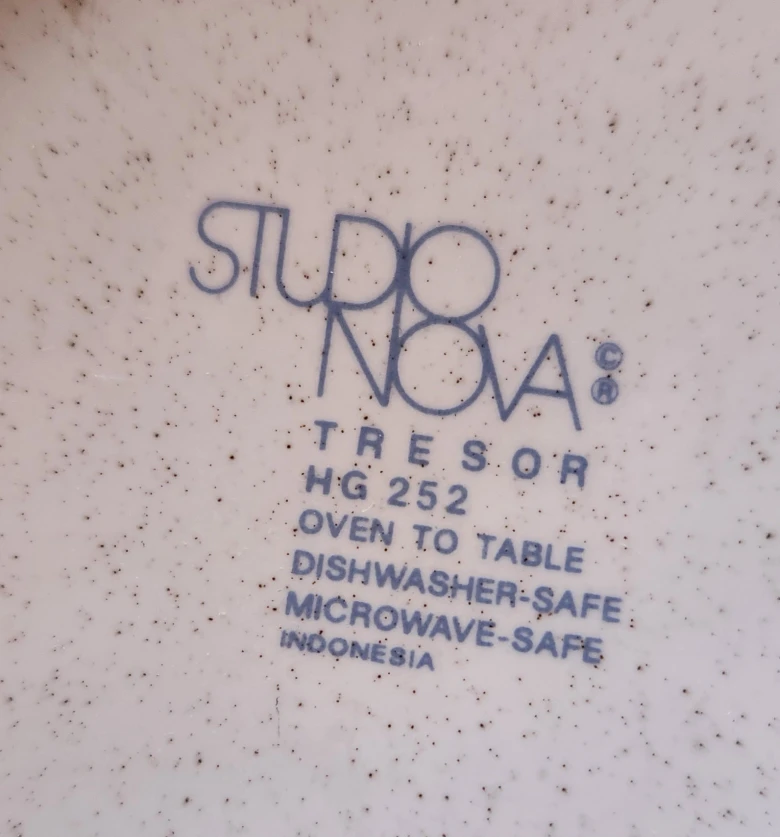 STUDIO
NOVA ©
®
TRESOR
HG 252
OVEN TO TABLE
DISHWASHER-SAFE
MICROWAVE-SAFE
INDONESIA